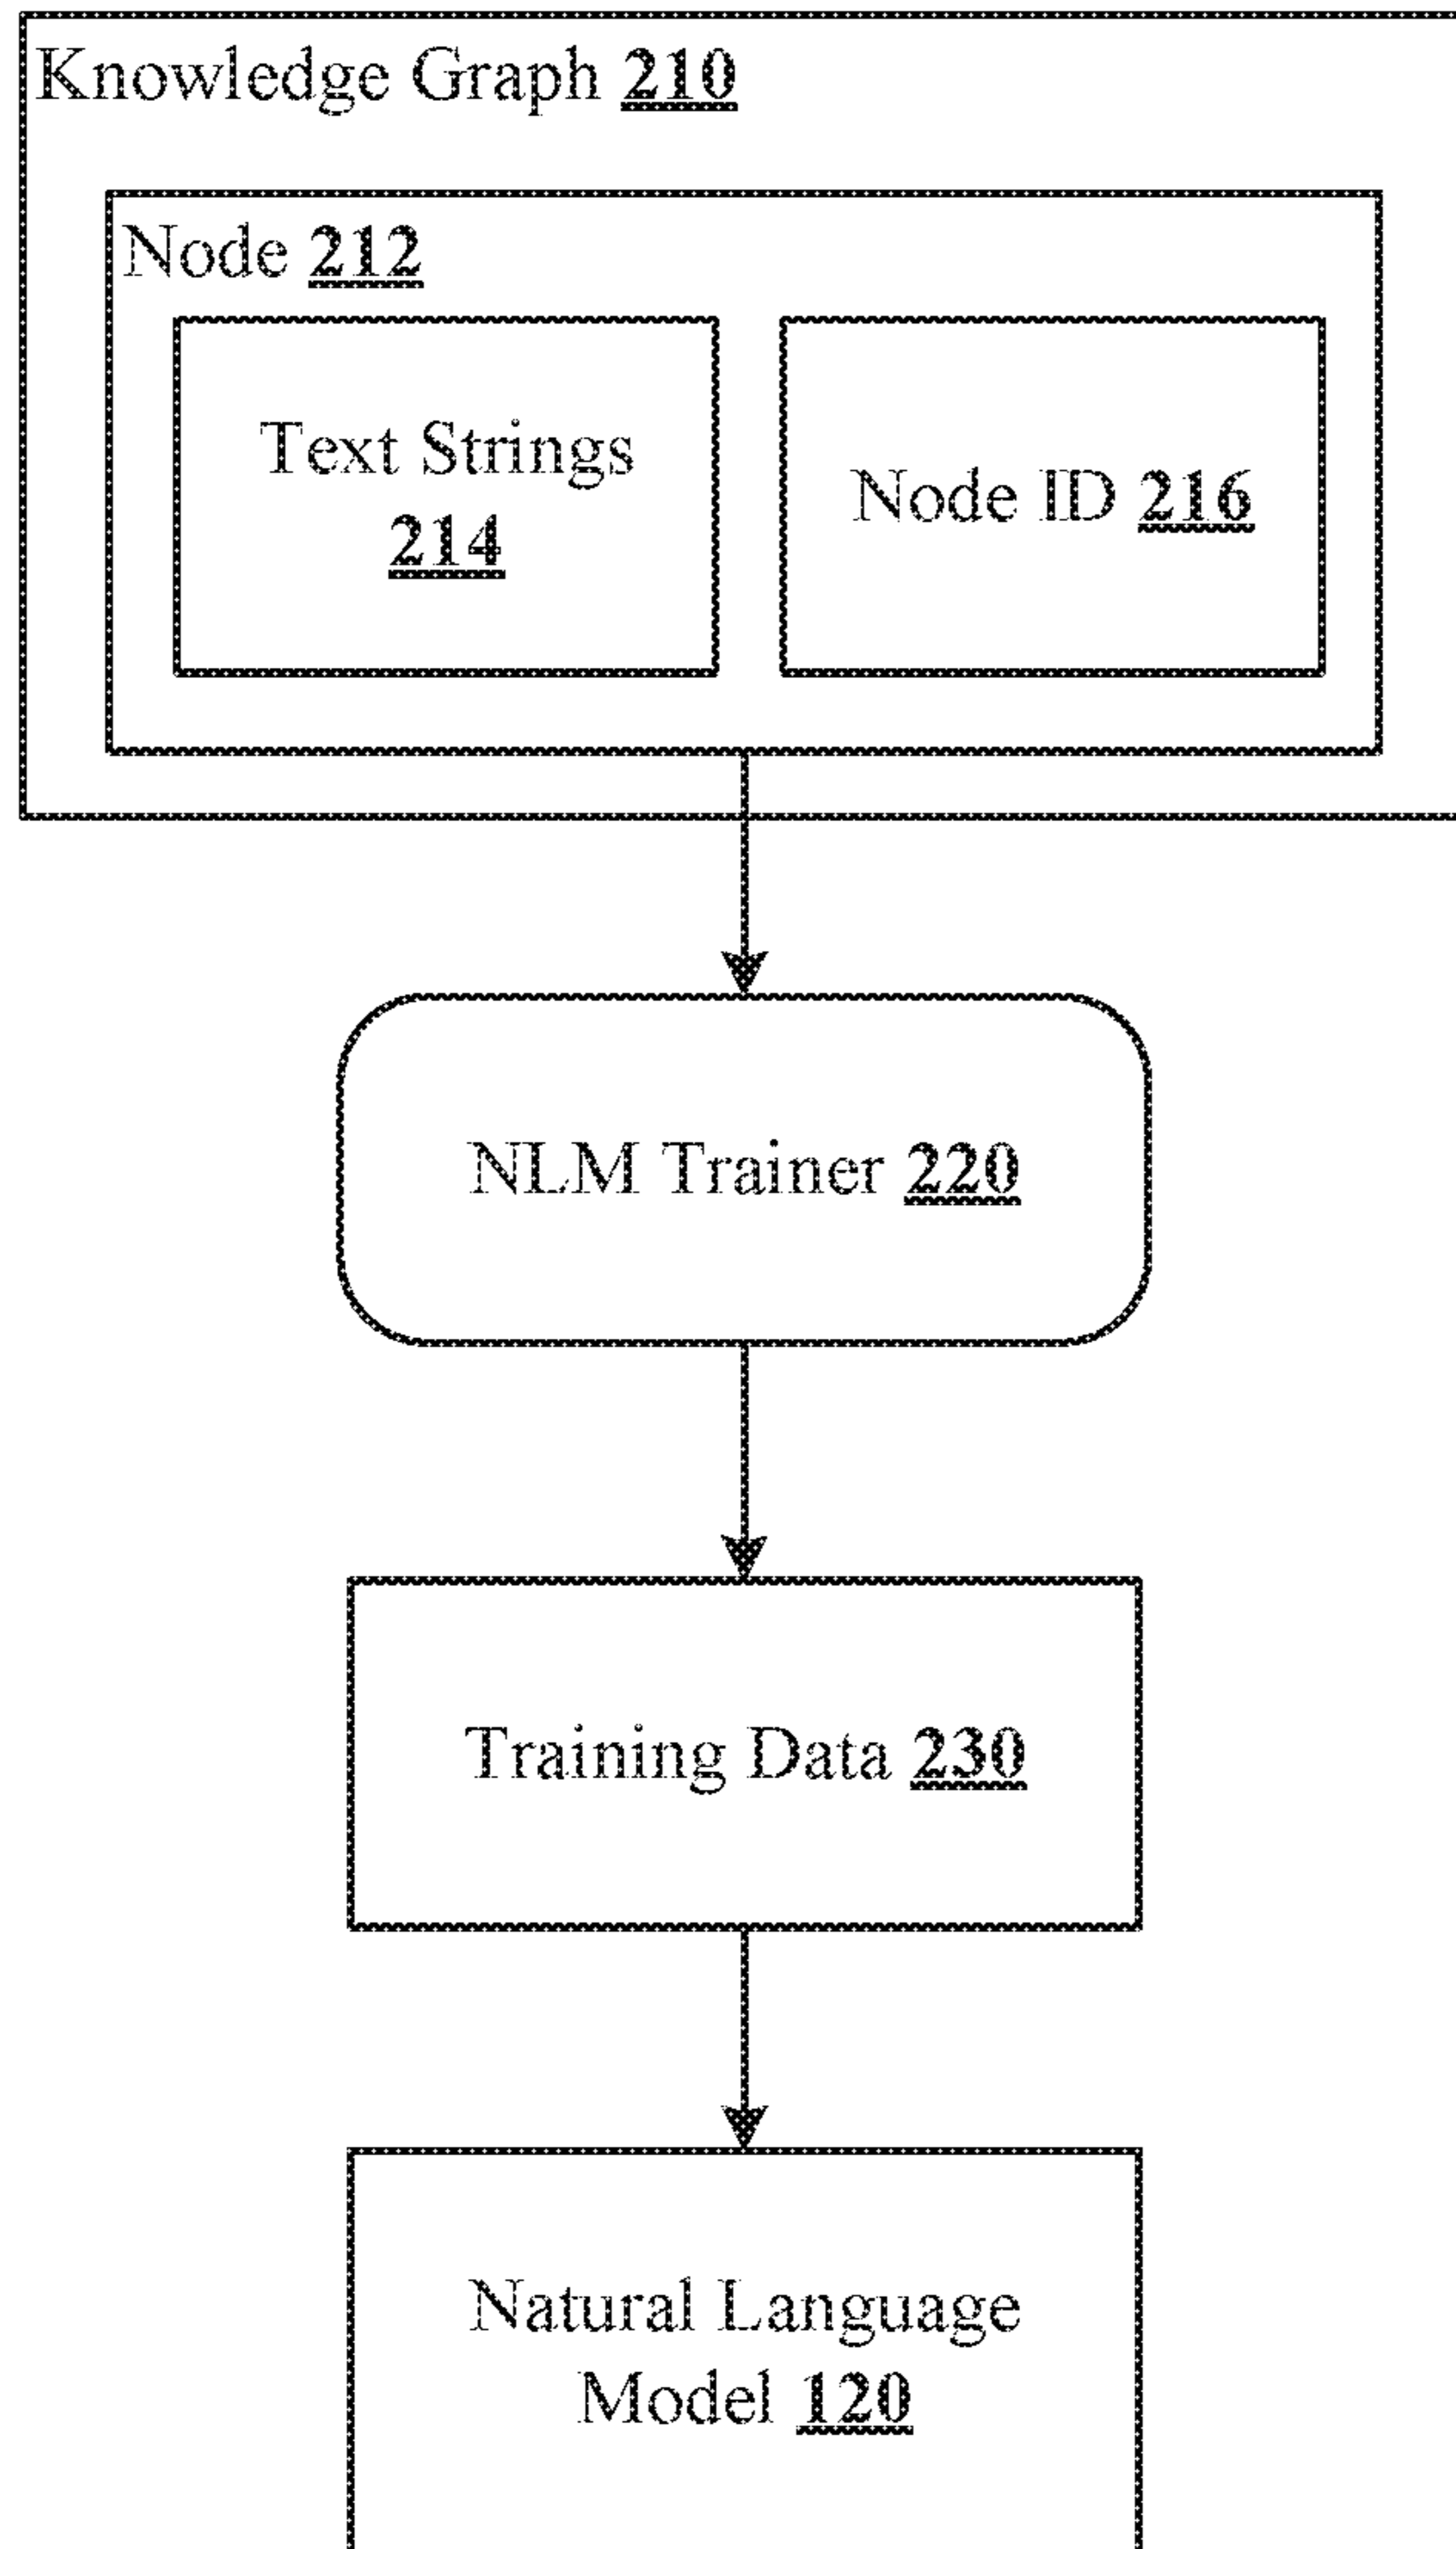 Knowledge Graph 210
Node 212
Text Strings
214
Node ID 216
NLM Trainer 220
Training Data 230
Natural Language
Model 120